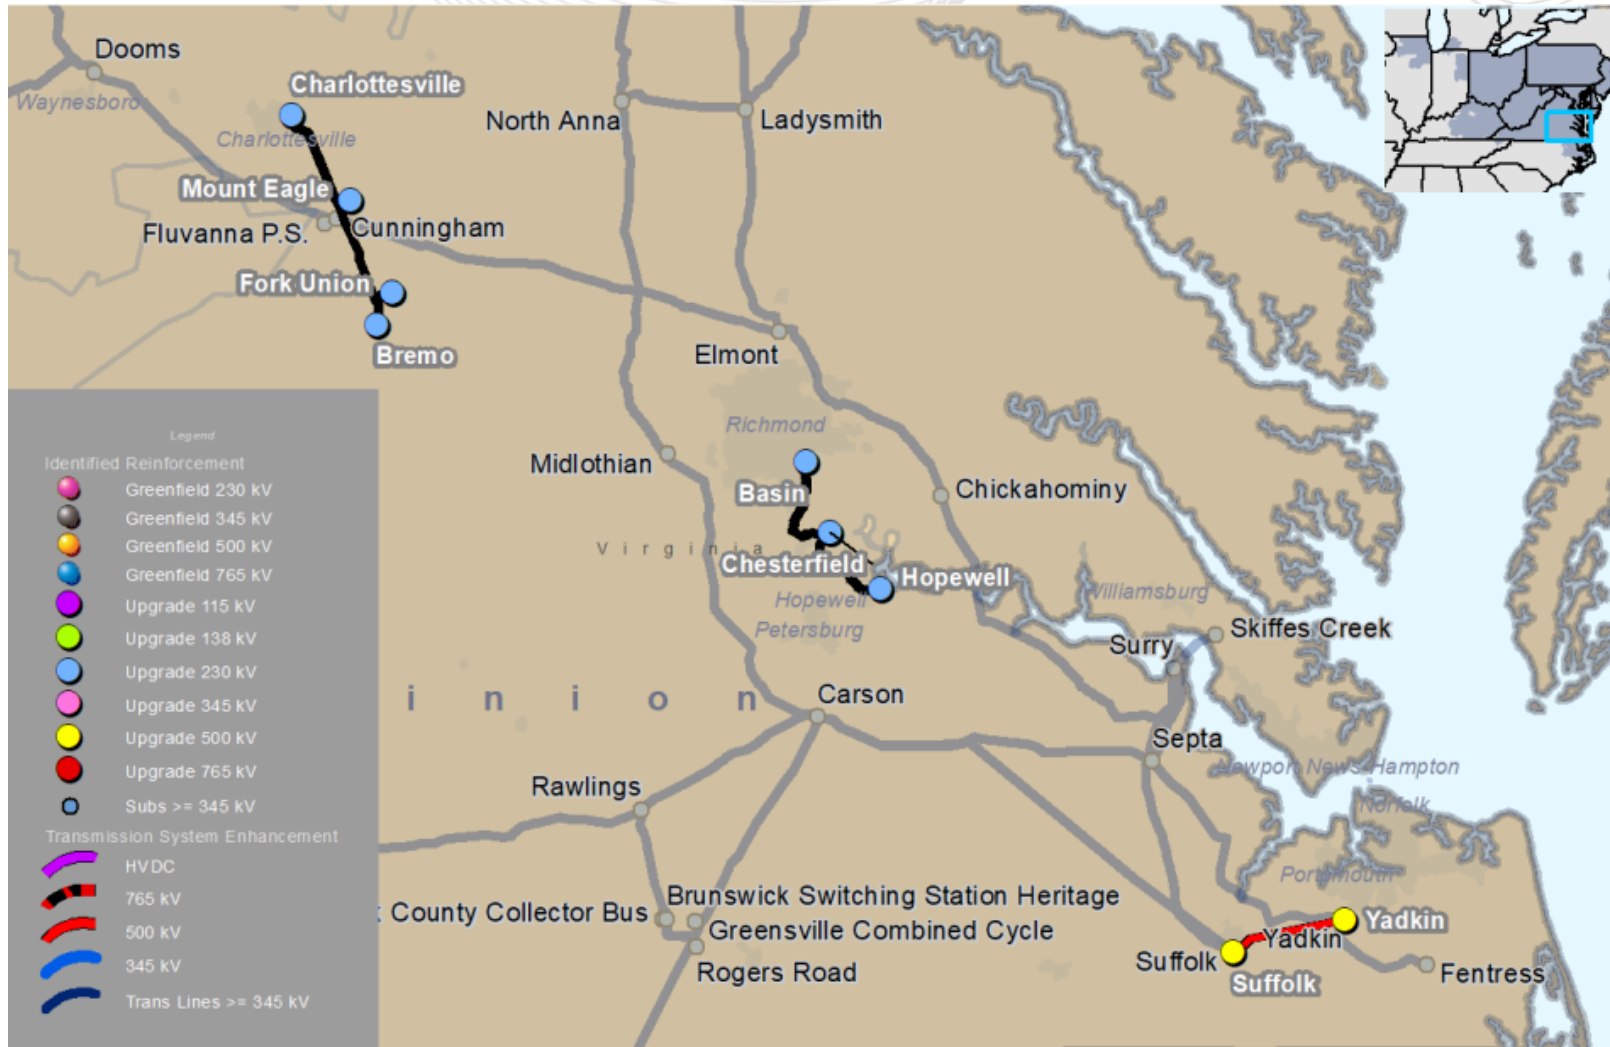 Dooms
Charlottesville
Waynesboro
North Anna
Ladysmith
Charlottesville
Mount Eagle
Fluvanna P.S.
Cunningham
Fork Union
Bremo
Elmont
Richmond
Midlothian
Basin
Chickahominy
Virginia
Chesterfield
Hopewell
Hopewell
Petersburg
Williamsburg
Skiffes Creek
Surry
inion
Carson
Septa
Newport News
Hampton
Norfolk
Rawlings
Portsmouth
Brunswick Switching Station Heritage
County Collector Bus
Greensville Combined Cycle
Rogers Road
Yadkin
Yadkin
Suffolk
Suffolk
Fentress
Legend
Identified Reinforcement
Greenfield 230 kV
Greenfield 345 kV
Greenfield 500 kV
Greenfield 765 kV
Upgrade 115 kV
Upgrade 138 kV
Upgrade 230 kV
Upgrade 345 kV
Upgrade 500 kV
Upgrade 765 kV
Subs >= 345 kV
Transmission System Enhancement
HVDC
765 kV
500 kV
345 kV
Trans Lines >= 345 kV